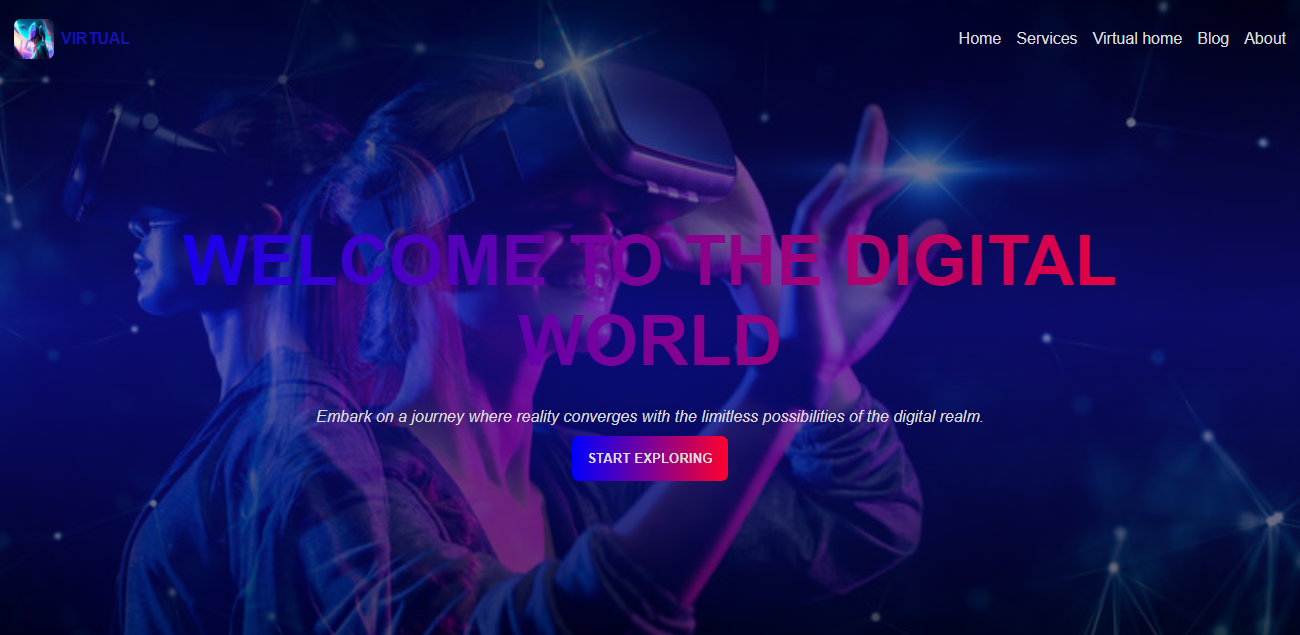 VIRTUAL
Home Services Virtual home Blog About
WELCOME TO THE DIGITAL
WORLD
Embark on a journey where reality converges with the limitless possibilities of the digital realm.
START EXPLORING